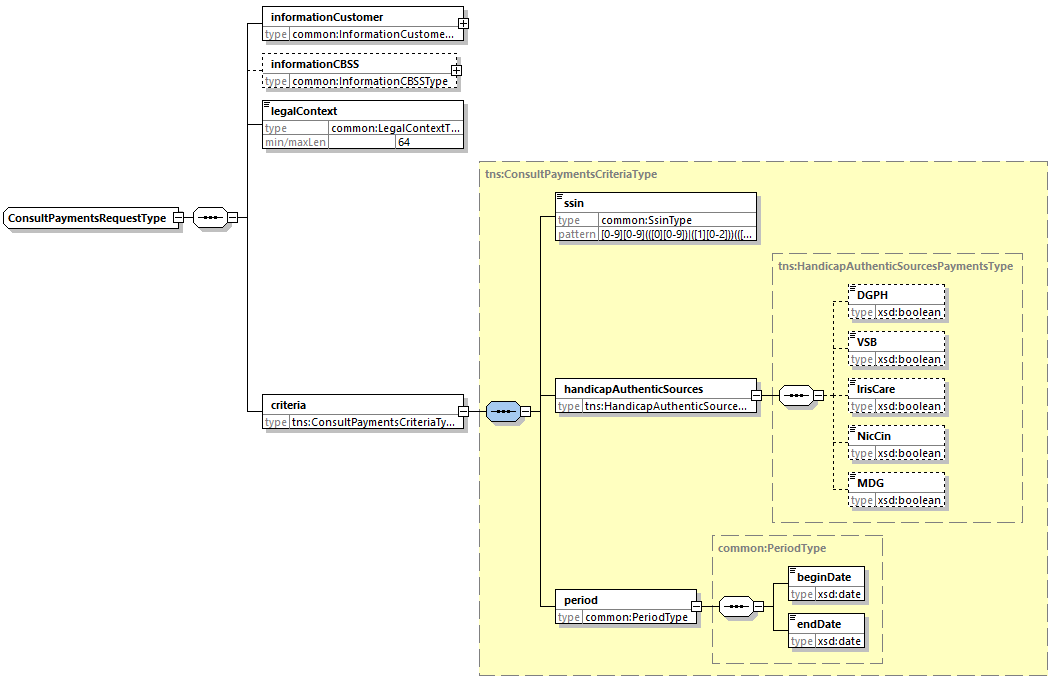 informationCustomer
type common:InformationCustome...
informationCBSS
type common:InformationCBSSType
legalContext
type common:LegalContextT...
min/maxLen 64
tns:ConsultPaymentsCriteriaType
ssin
type common:SsinType
pattern [0-9][0-9](([0][0-9])|([1][0-2]))(([...
ConsultPaymentsRequestType
tns:HandicapAuthenticSourcesPaymentsType
DGPH
type xsd:boolean
VSB
type xsd:boolean
handicapAuthenticSources
type tns:HandicapAuthenticSource...
IrisCare
type xsd:boolean
criteria
type tns:ConsultPaymentsCriteriaTy...
NicCin
type xsd:boolean
MDG
type xsd:boolean
common:PeriodType
beginDate
type xsd:date
period
type common:PeriodType
endDate
type xsd:date